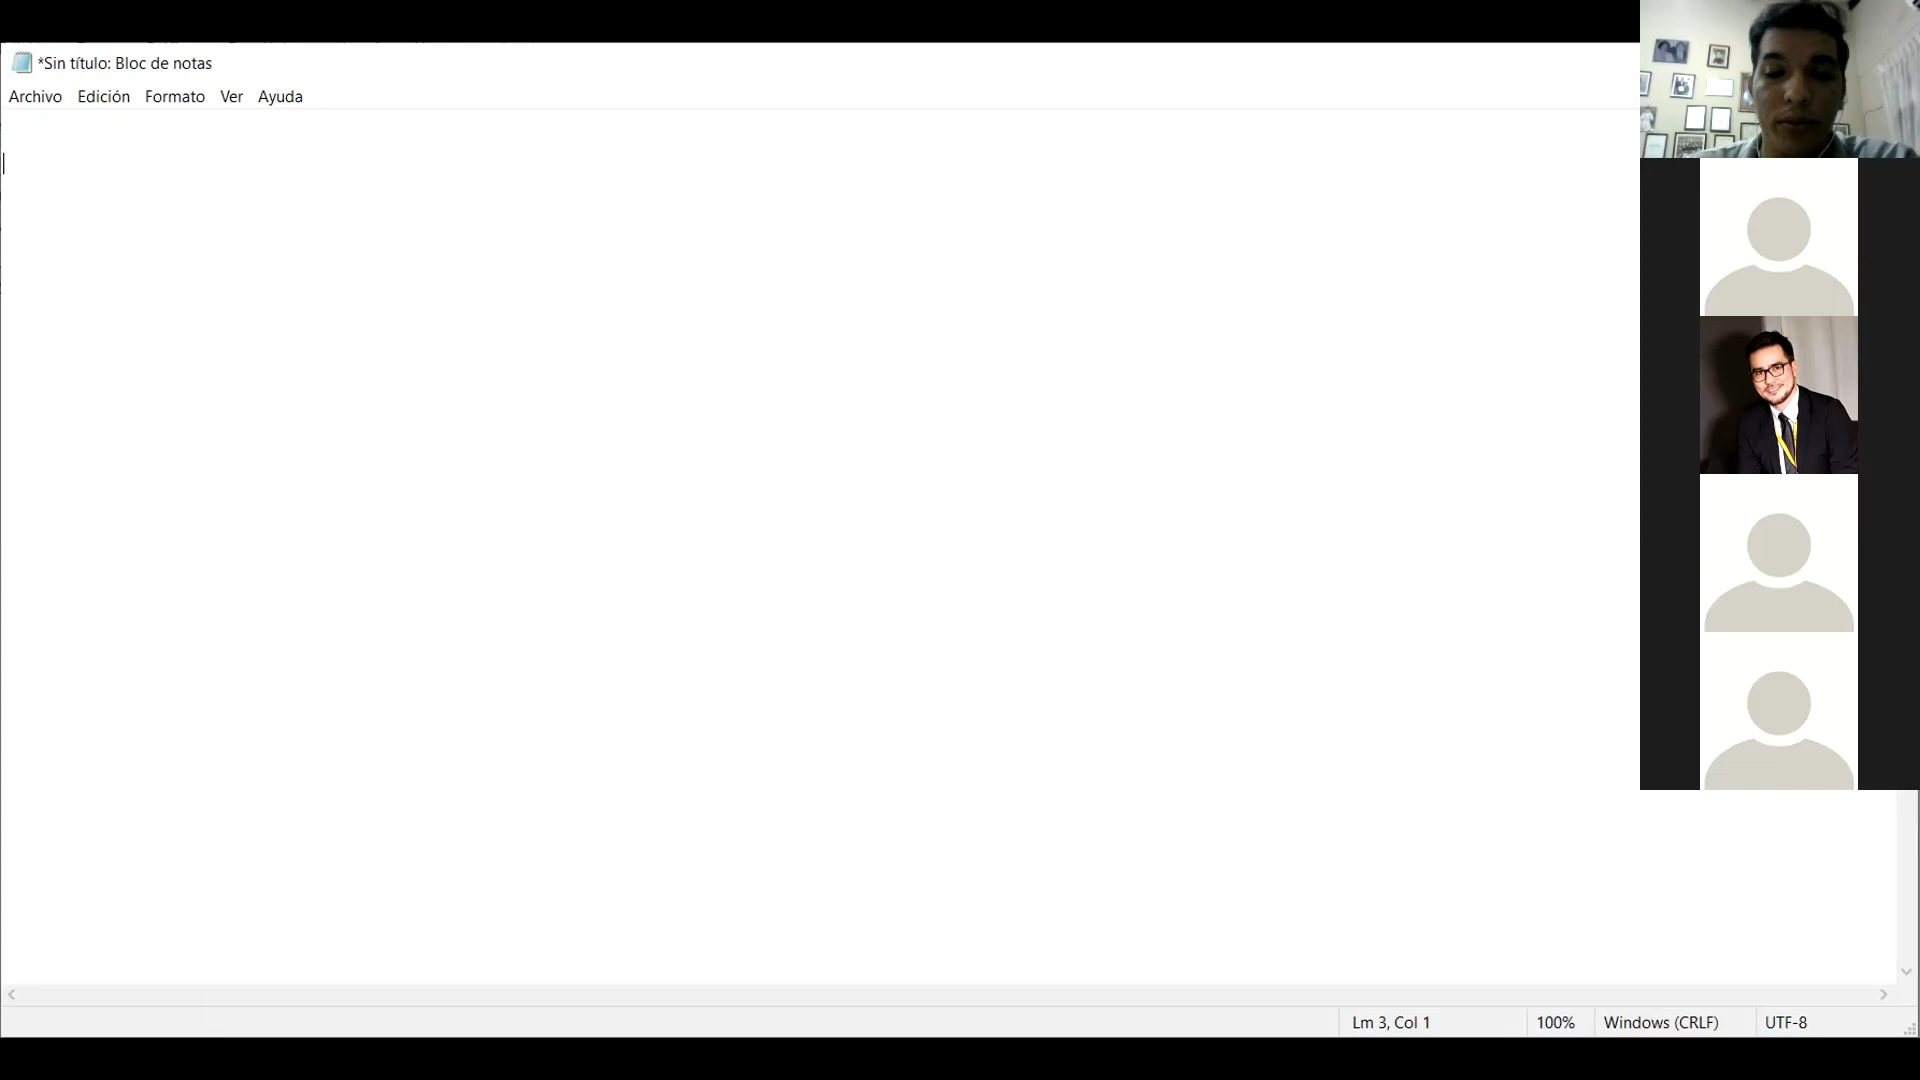 *Sin título: Bloc de notas
Archivo Edición Formato Ver Ayuda
Lm 3, Col 1 100% Windows (CRLF) UTF-8